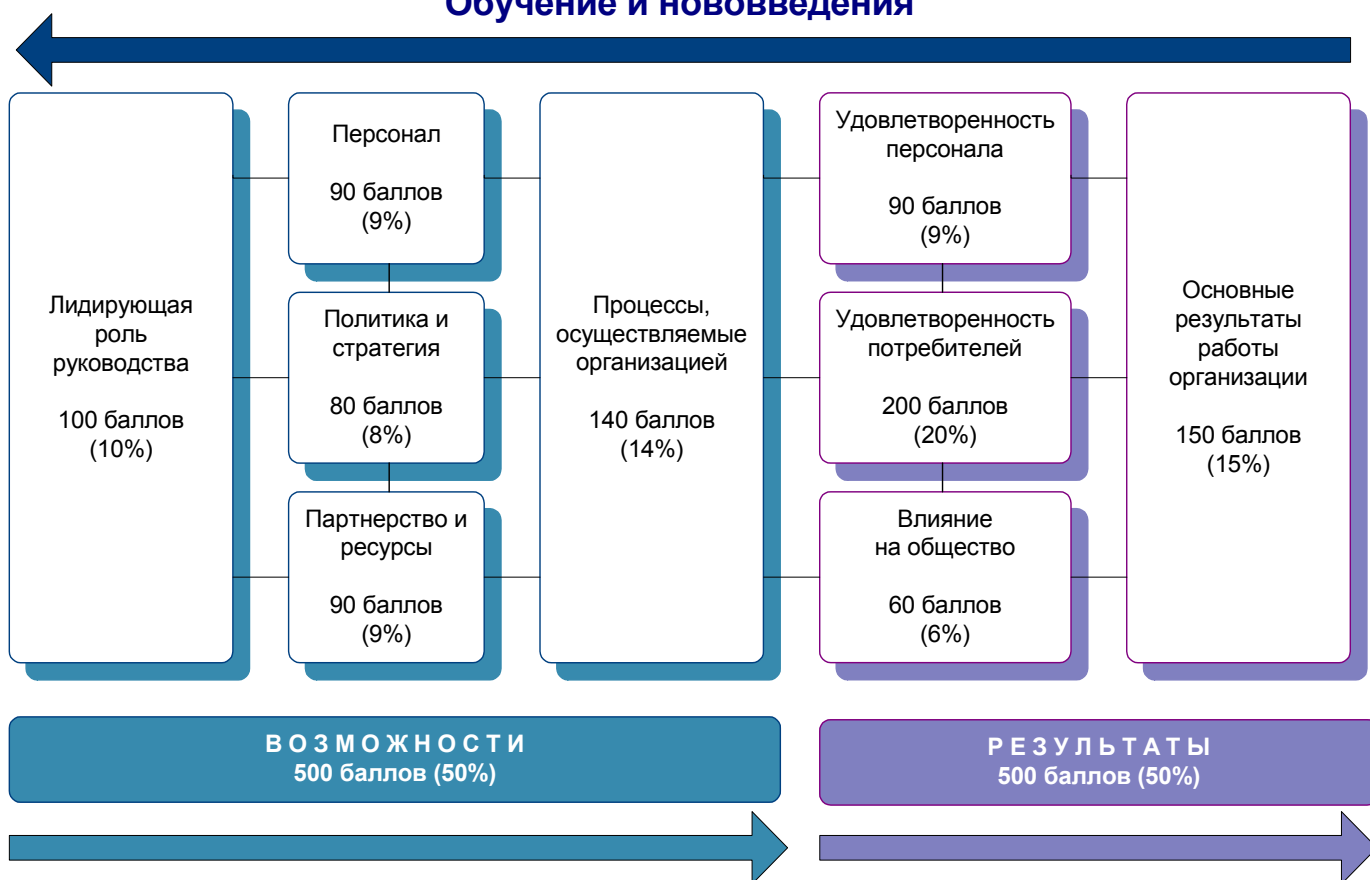 Обучение и нововведения
Лидирующая
роль
руководства
100 баллов
(10%)
Персонал
90 баллов
(9%)
Политика и
стратегия
80 баллов
(8%)
Партнерство и
ресурсы
90 баллов
(9%)
Процессы,
осуществляемые
организацией
140 баллов
(14%)
Удовлетворенность
персонала
90 баллов
(9%)
Удовлетворенность
потребителей
200 баллов
(20%)
Влияние
на общество
60 баллов
(6%)
Основные
результаты
работы
организации
150 баллов
(15%)
В О З М О Ж Н О С Т И
500 баллов (50%)
Р Е З У Л Ь Т А Т Ы
500 баллов (50%)